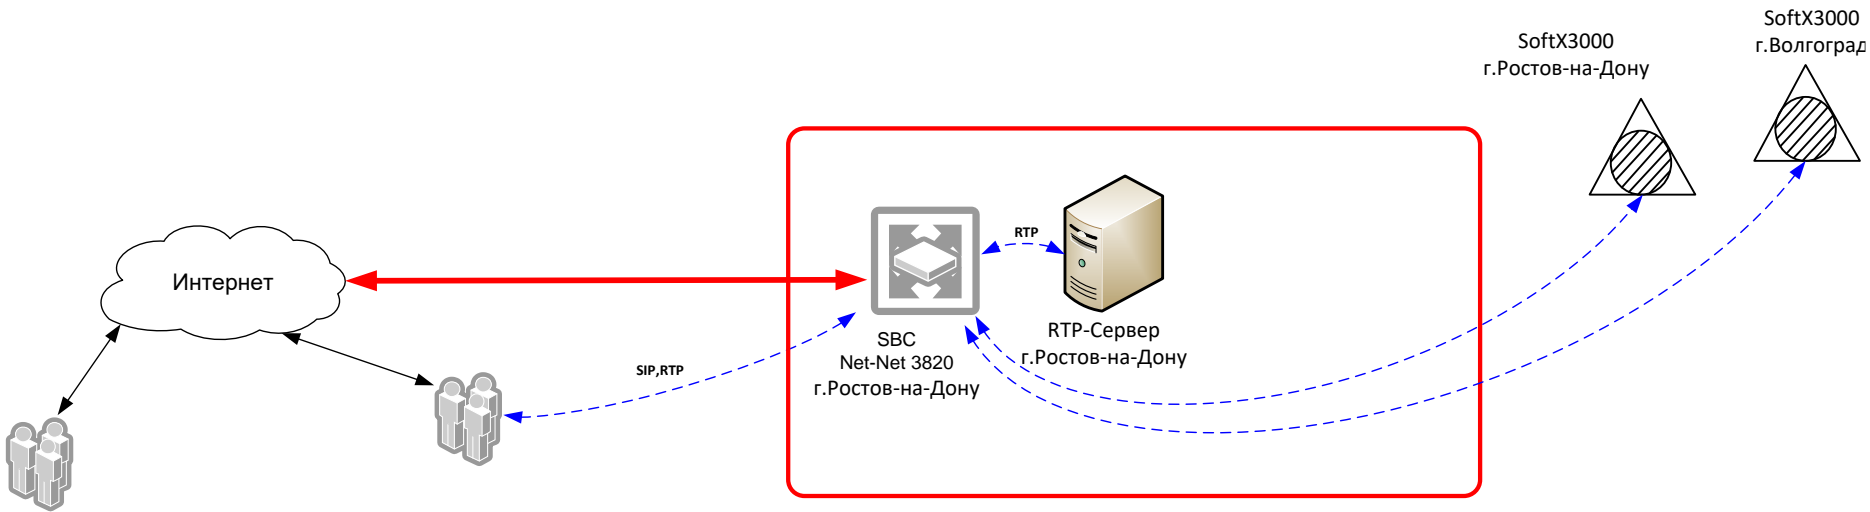 SoftX3000
г.Волгоград
SoftX3000
г.Ростов-на-Дону
RTP
Интернет
RTP-Сервер
г.Ростов-на-Дону
SBC
Net-Net 3820
г.Ростов-на-Дону
SIP,RTP